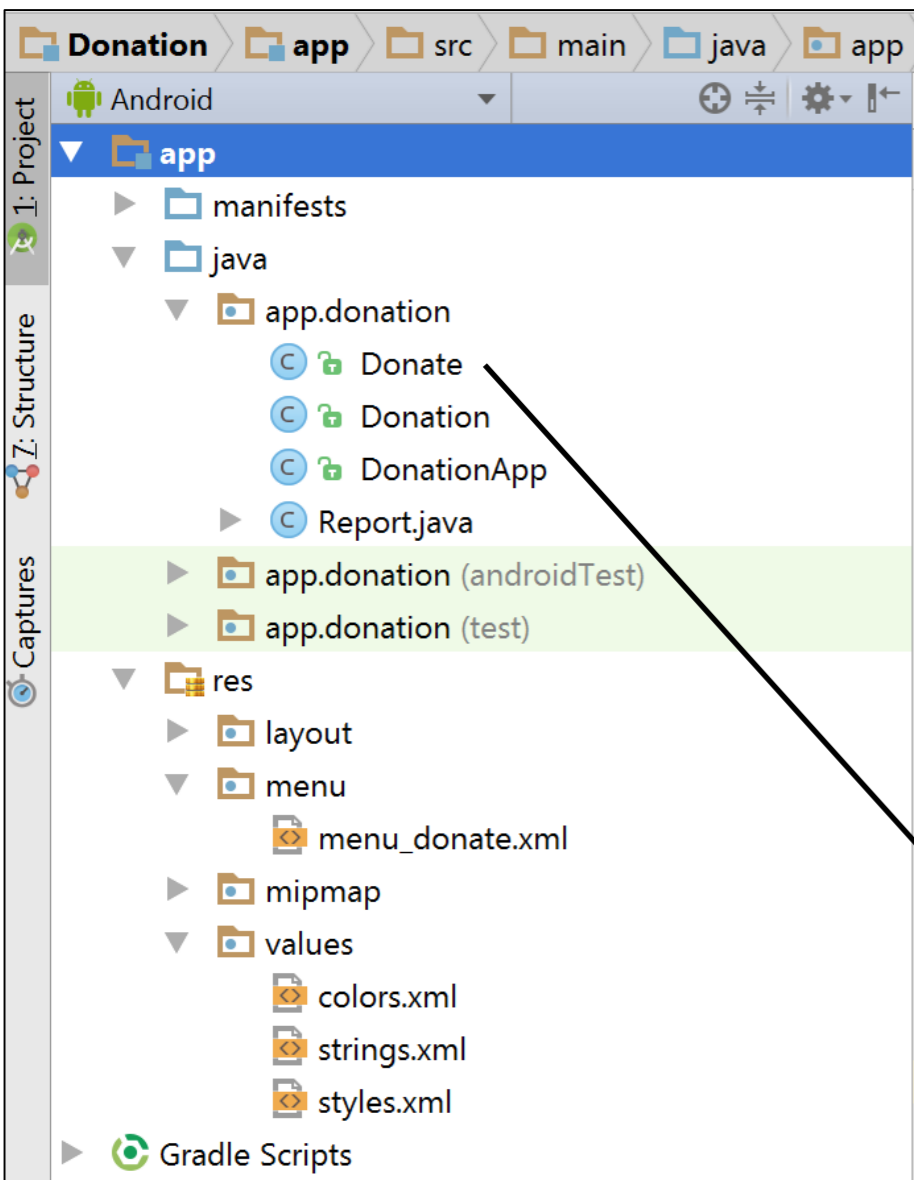 Donation app src main java app
Android
1: Project
app
manifests
java
app.donation
Donate
7: Structure
Donation
DonationApp
Report.java
Captures
app.donation (androidTest)
app.donation (test)
res
layout
menu
menu_donate.xml
mipmap
values
colors.xml
strings.xml
styles.xml
Gradle Scripts